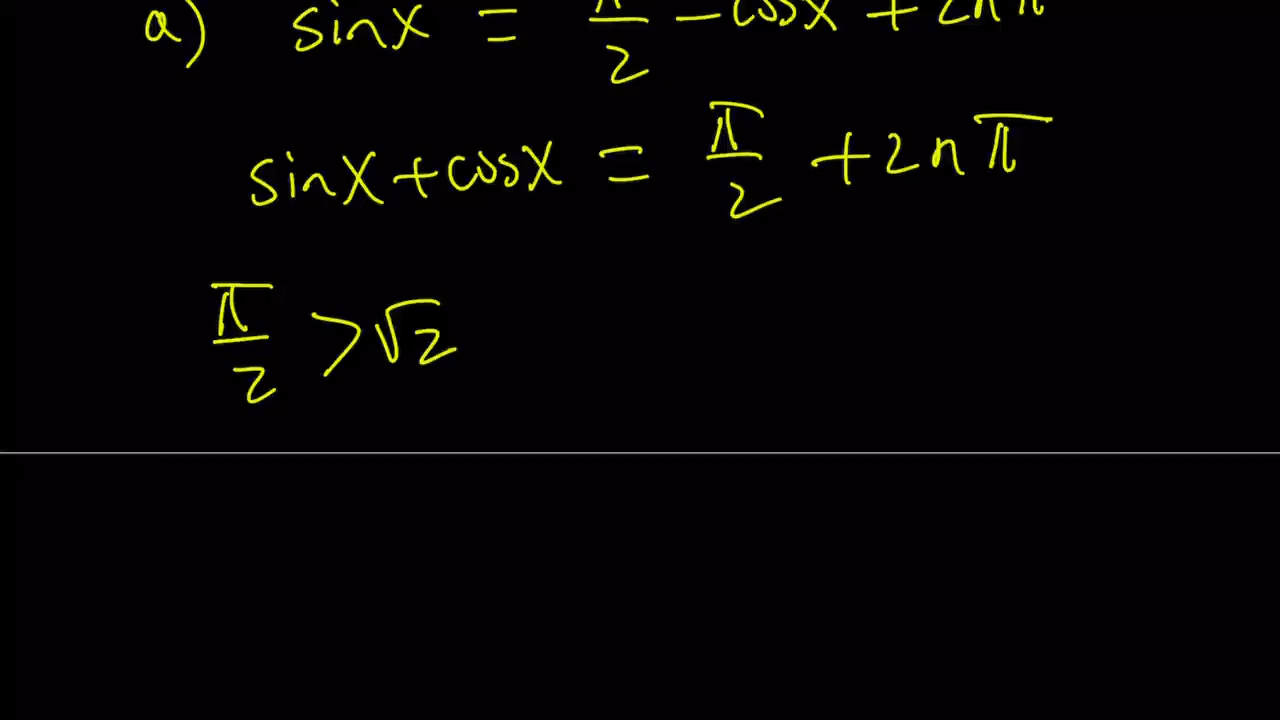 a) sinx = π/2 - cosx + 2nπ
sinx + cosx = π/2 + 2nπ
π/2 > √2